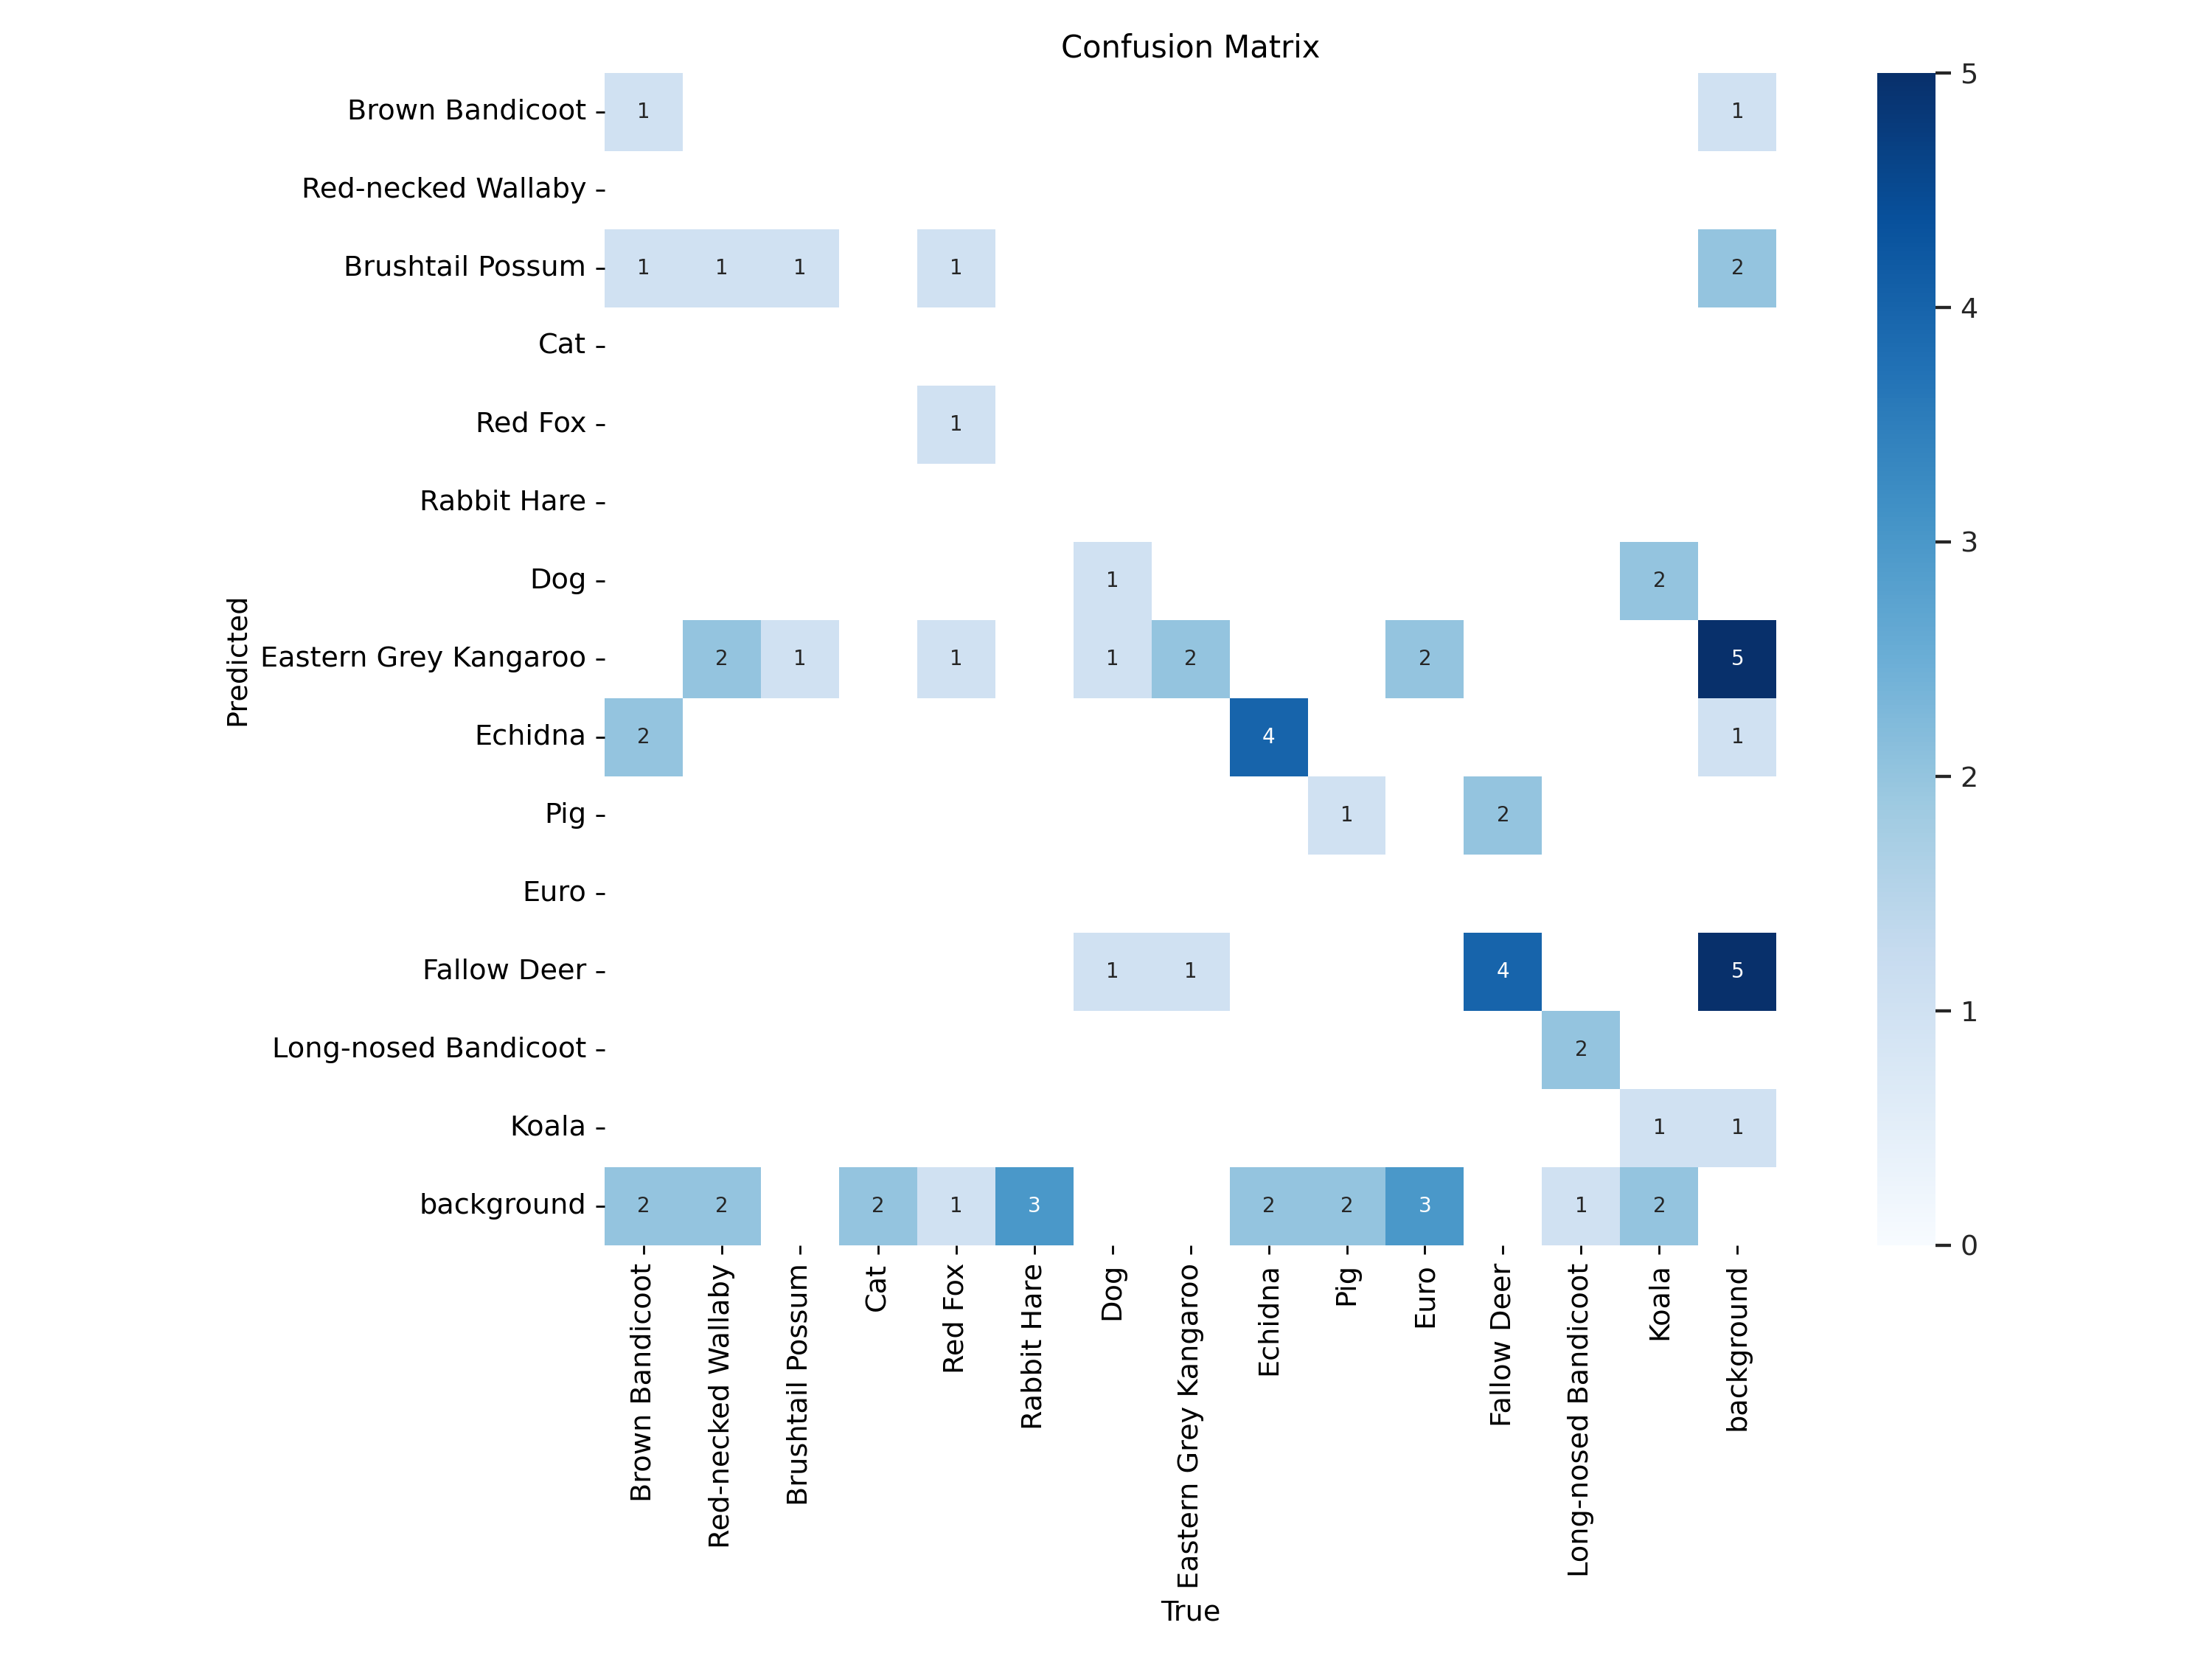 Confusion Matrix
Predicted
Brown Bandicoot 1 1
Red-necked Wallaby
Brushtail Possum 1 1 1 1 2
Cat
Red Fox 1
Rabbit Hare
Dog 1 2
Eastern Grey Kangaroo 2 1 1 1 2 2 5
Echidna 2 4 1
Pig 1 2
Euro
Fallow Deer 1 1 4 5
Long-nosed Bandicoot 2
Koala 1 1
background 2 2 2 1 3 2 2 3 1 2
Brown Bandicoot
Red-necked Wallaby
Brushtail Possum
Cat
Red Fox
Rabbit Hare
Dog
Eastern Grey Kangaroo
Echidna
Pig
Euro
Fallow Deer
Long-nosed Bandicoot
Koala
background
True
5
4
3
2
1
0